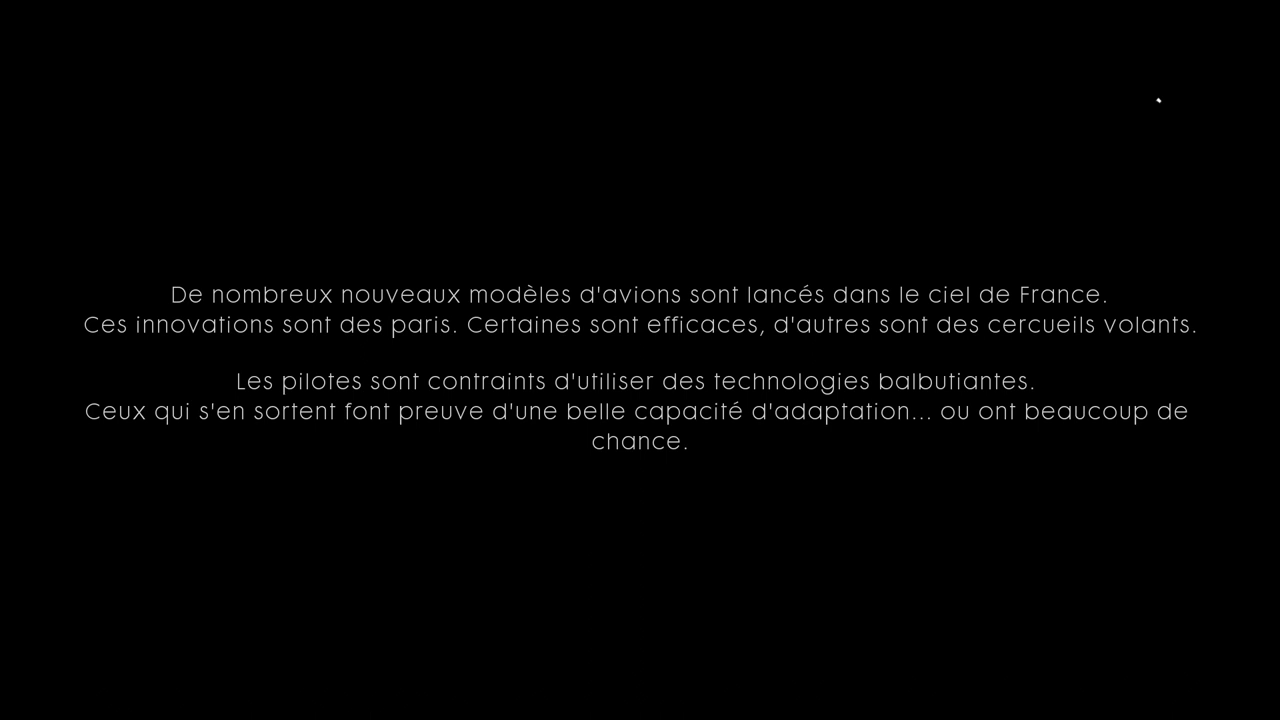 De nombreux nouveaux modèles d'avions sont lancés dans le ciel de France.
Ces innovations sont des paris. Certaines sont efficaces, d'autres sont des cercueils volants.
Les pilotes sont contraints d'utiliser des technologies balbutiantes.
Ceux qui s'en sortent font preuve d'une belle capacité d'adaptation... ou ont beaucoup de
chance.